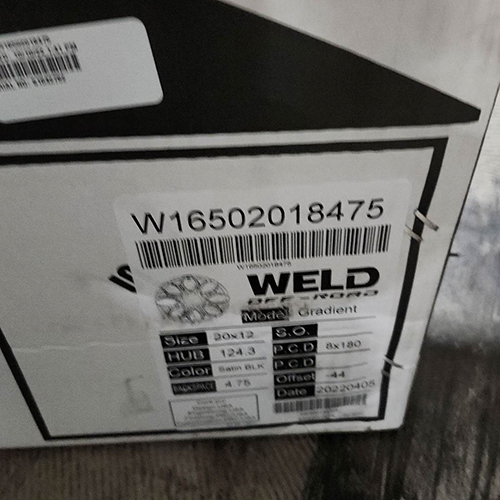 W16502018475
W16502018475
WELD
OFF-ROAD
Model Gradient
Size 20x12 S.O.
HUB 124.3 P.C.D 8x180
Color Satin BLK P.C.D
BACKSPACE 4.75 Offset -44
Date 20220405